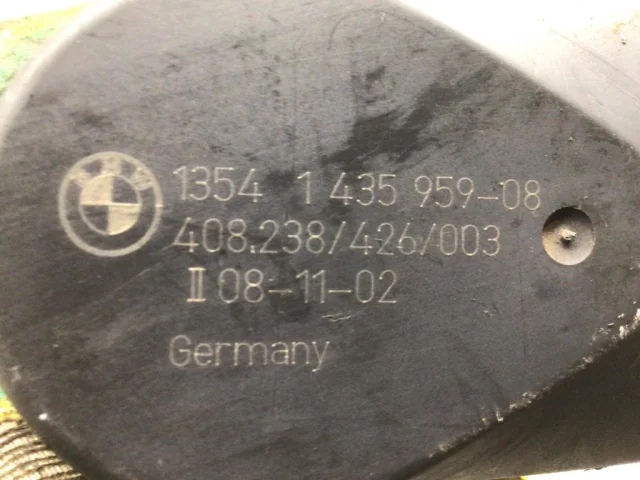 1354 1 435 959-08
408.238/426/003
II 08-11-02
Germany